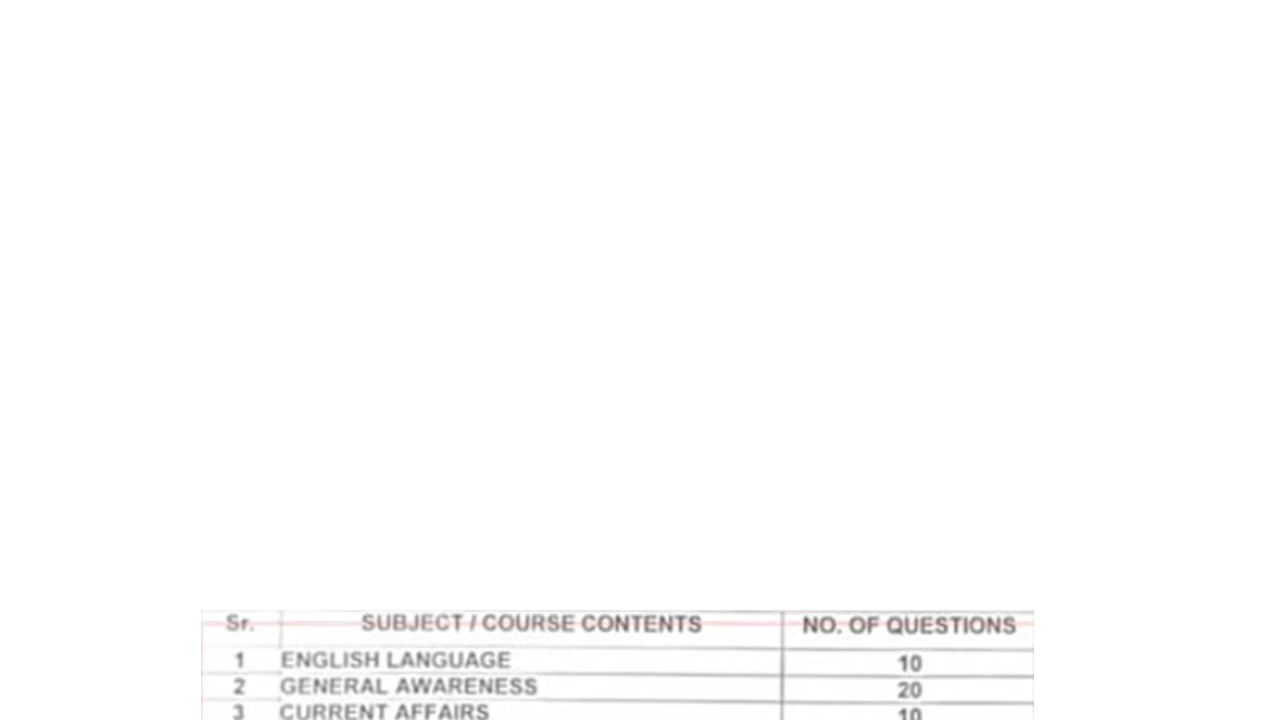 Sr. SUBJECT / COURSE CONTENTS NO. OF QUESTIONS
1 ENGLISH LANGUAGE 10
2 GENERAL AWARENESS 20
3 CURRENT AFFAIRS 10